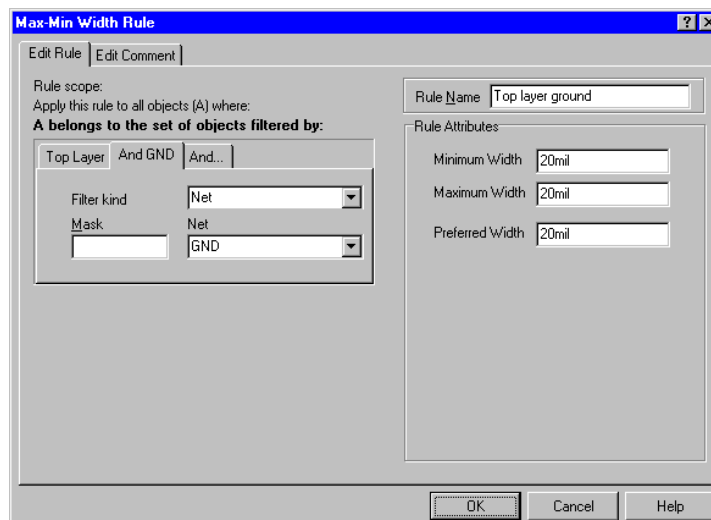 Max-Min Width Rule
Edit Rule
Edit Comment
Rule scope:
Apply this rule to all objects (A) where:
A belongs to the set of objects filtered by:
Top Layer
And GND
And...
Filter kind
Net
Mask
Net
GND
Rule Name
Top layer ground
Rule Attributes
Minimum Width
20mil
Maximum Width
20mil
Preferred Width
20mil
OK
Cancel
Help